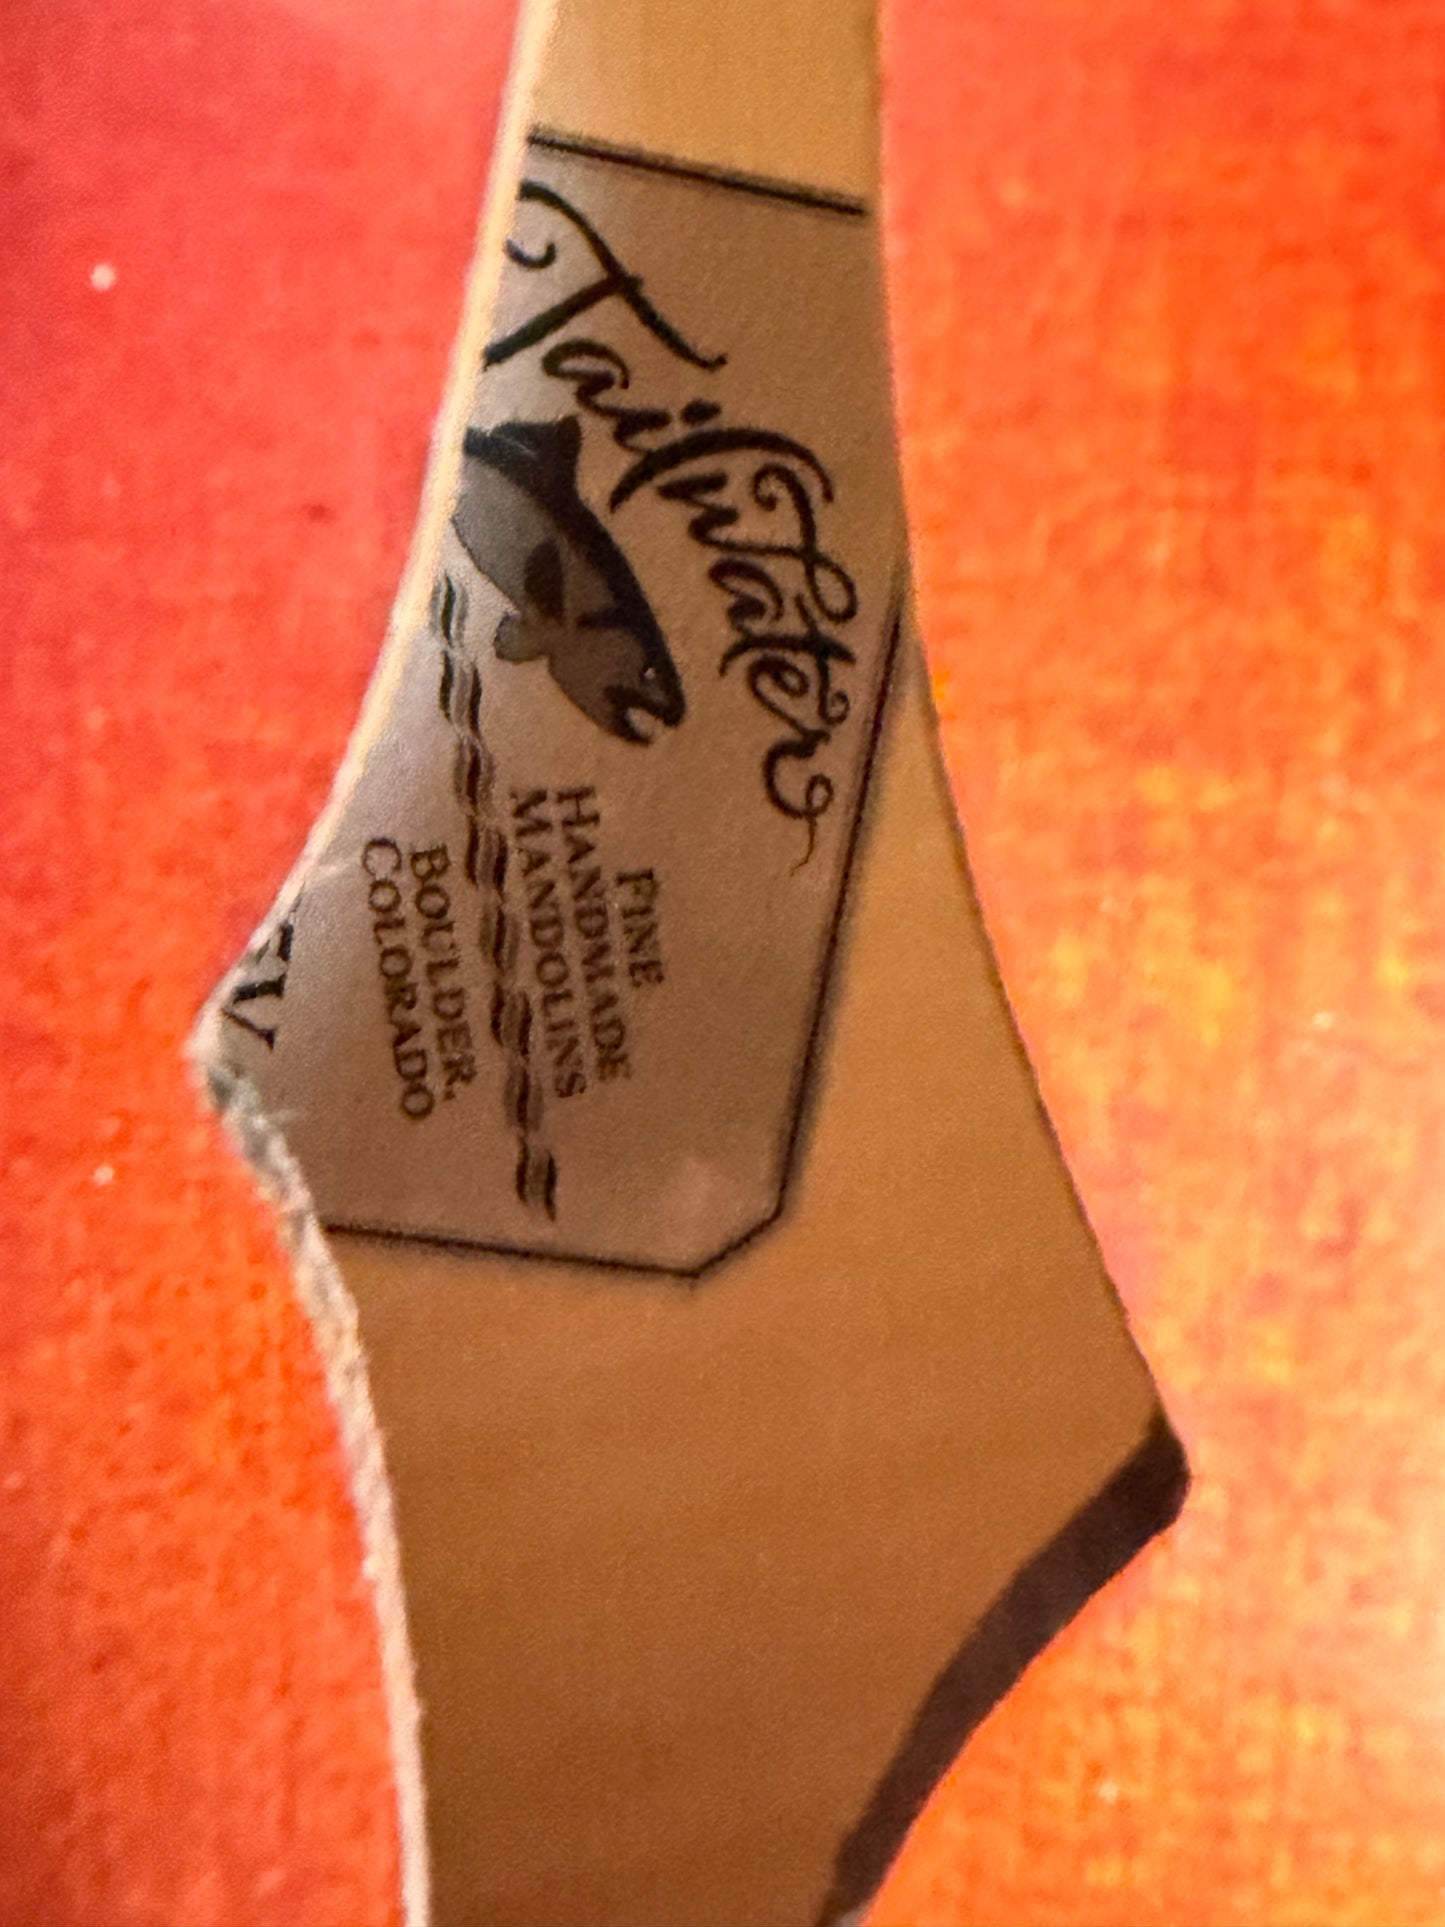 TailWater
FINE
HANDMADE
MANDOLINS
BOULDER,
COLORADO